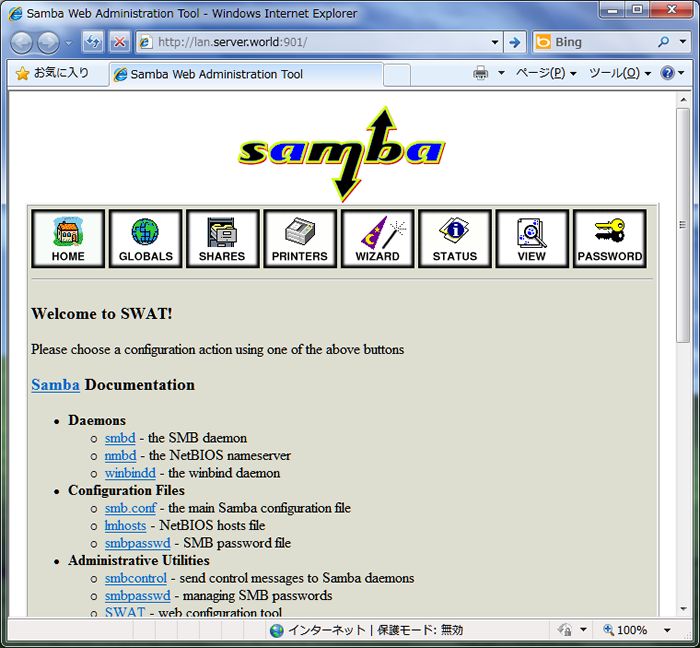 Samba Web Administration Tool - Windows Internet Explorer
http://lan.server.world:901/
Bing
お気に入り
Samba Web Administration Tool
ページ(P)
ツール(O)
samba
HOME
GLOBALS
SHARES
PRINTERS
WIZARD
STATUS
VIEW
PASSWORD
Welcome to SWAT!
Please choose a configuration action using one of the above buttons
Samba Documentation
• Daemons
○ smbd - the SMB daemon
○ nmbd - the NetBIOS nameserver
○ winbindd - the winbind daemon
• Configuration Files
○ smb.conf - the main Samba configuration file
○ lmhosts - NetBIOS hosts file
○ smbpasswd - SMB password file
• Administrative Utilities
○ smbcontrol - send control messages to Samba daemons
○ smbpasswd - managing SMB passwords
○ SWAT - web configuration tool
インターネット | 保護モード: 無効
100%